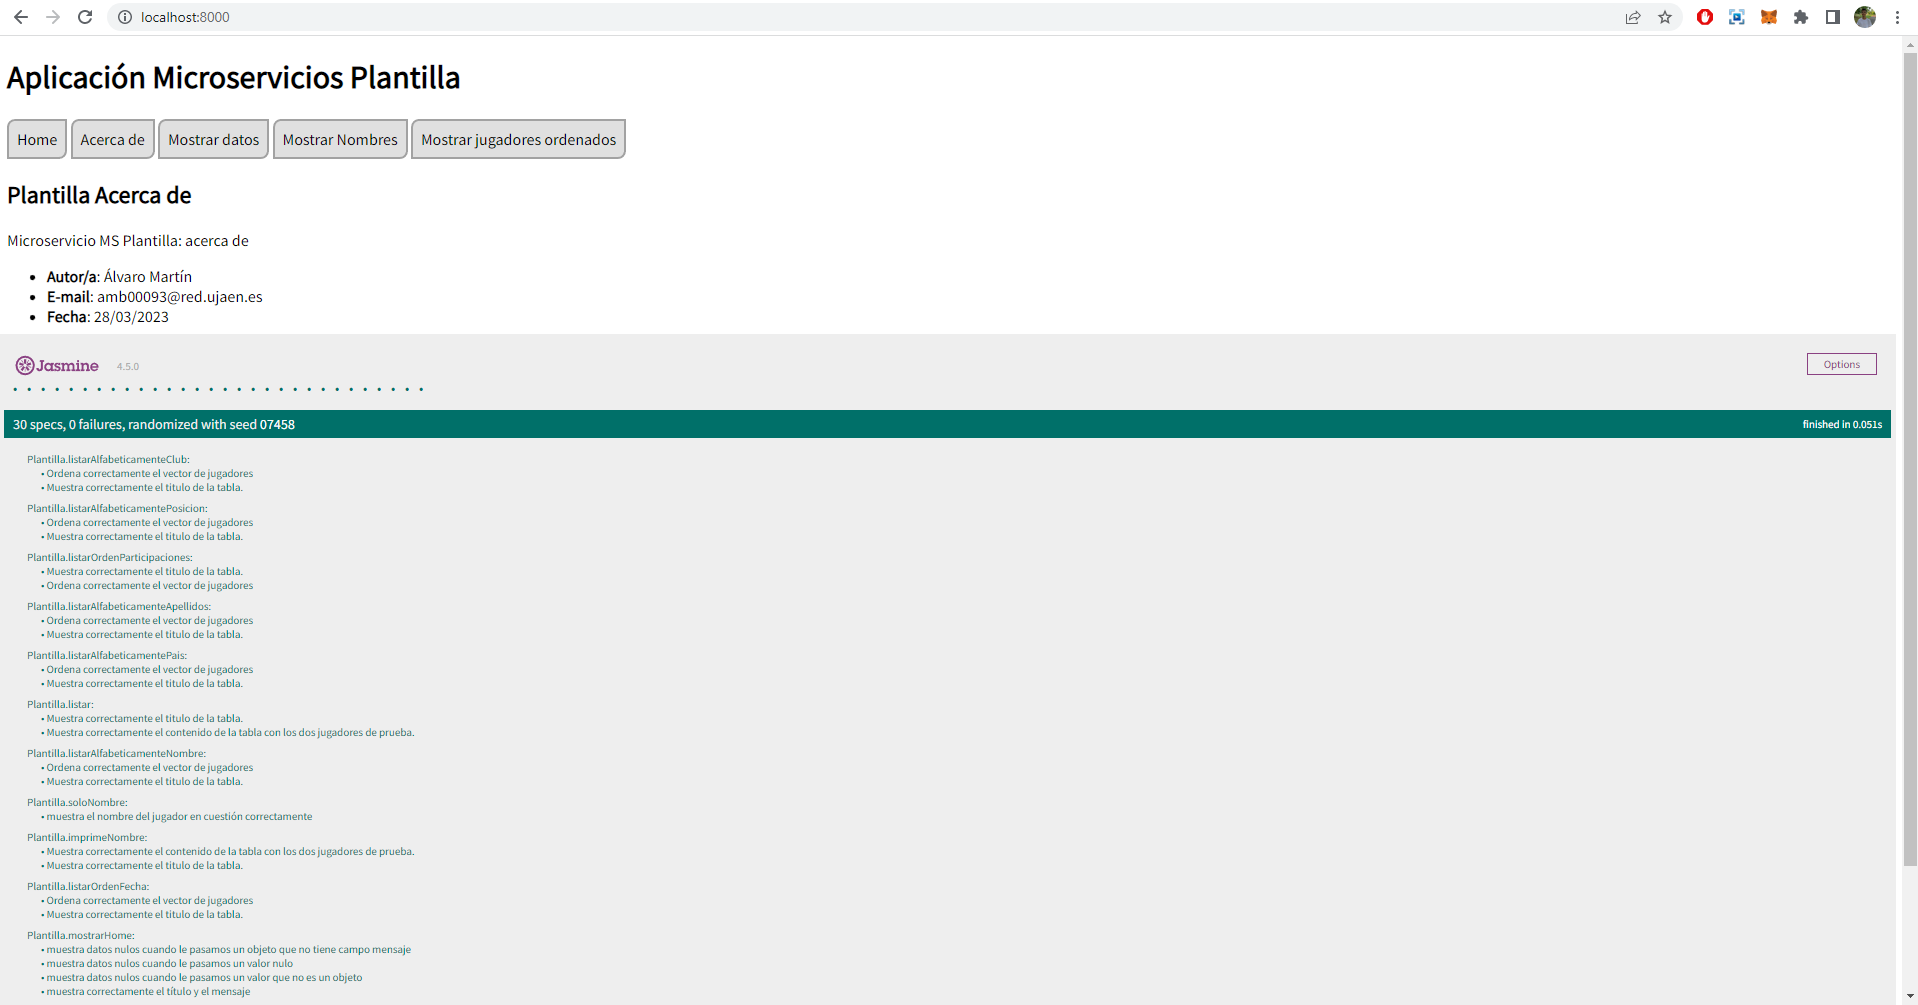 localhost:8000
Aplicación Microservicios Plantilla
Home Acerca de Mostrar datos Mostrar Nombres Mostrar jugadores ordenados
Plantilla Acerca de
Microservicio MS Plantilla: acerca de
• Autor/a: Álvaro Martín
• E-mail: amb00093@red.ujaen.es
• Fecha: 28/03/2023
Jasmine 4.5.0 Options
30 specs, 0 failures, randomized with seed 07458 finished in 0.051s
Plantilla.listarAlfabeticamenteClub:
• Ordena correctamente el vector de jugadores
• Muestra correctamente el titulo de la tabla.
Plantilla.listarAlfabeticamentePosicion:
• Ordena correctamente el vector de jugadores
• Muestra correctamente el titulo de la tabla.
Plantilla.listarOrdenParticipaciones:
• Muestra correctamente el titulo de la tabla.
• Ordena correctamente el vector de jugadores
Plantilla.listarAlfabeticamenteApellidos:
• Ordena correctamente el vector de jugadores
• Muestra correctamente el titulo de la tabla.
Plantilla.listarAlfabeticamentePais:
• Ordena correctamente el vector de jugadores
• Muestra correctamente el titulo de la tabla.
Plantilla.listar:
• Muestra correctamente el titulo de la tabla.
• Muestra correctamente el contenido de la tabla con los dos jugadores de prueba.
Plantilla.listarAlfabeticamenteNombre:
• Ordena correctamente el vector de jugadores
• Muestra correctamente el titulo de la tabla.
Plantilla.soloNombre:
• muestra el nombre del jugador en cuestión correctamente
Plantilla.imprimeNombre:
• Muestra correctamente el contenido de la tabla con los dos jugadores de prueba.
• Muestra correctamente el titulo de la tabla.
Plantilla.listarOrdenFecha:
• Ordena correctamente el vector de jugadores
• Muestra correctamente el titulo de la tabla.
Plantilla.mostrarHome:
• muestra datos nulos cuando le pasamos un objeto que no tiene campo mensaje
• muestra datos nulos cuando le pasamos un valor nulo
• muestra datos nulos cuando le pasamos un valor que no es un objeto
• muestra correctamente el título y el mensaje